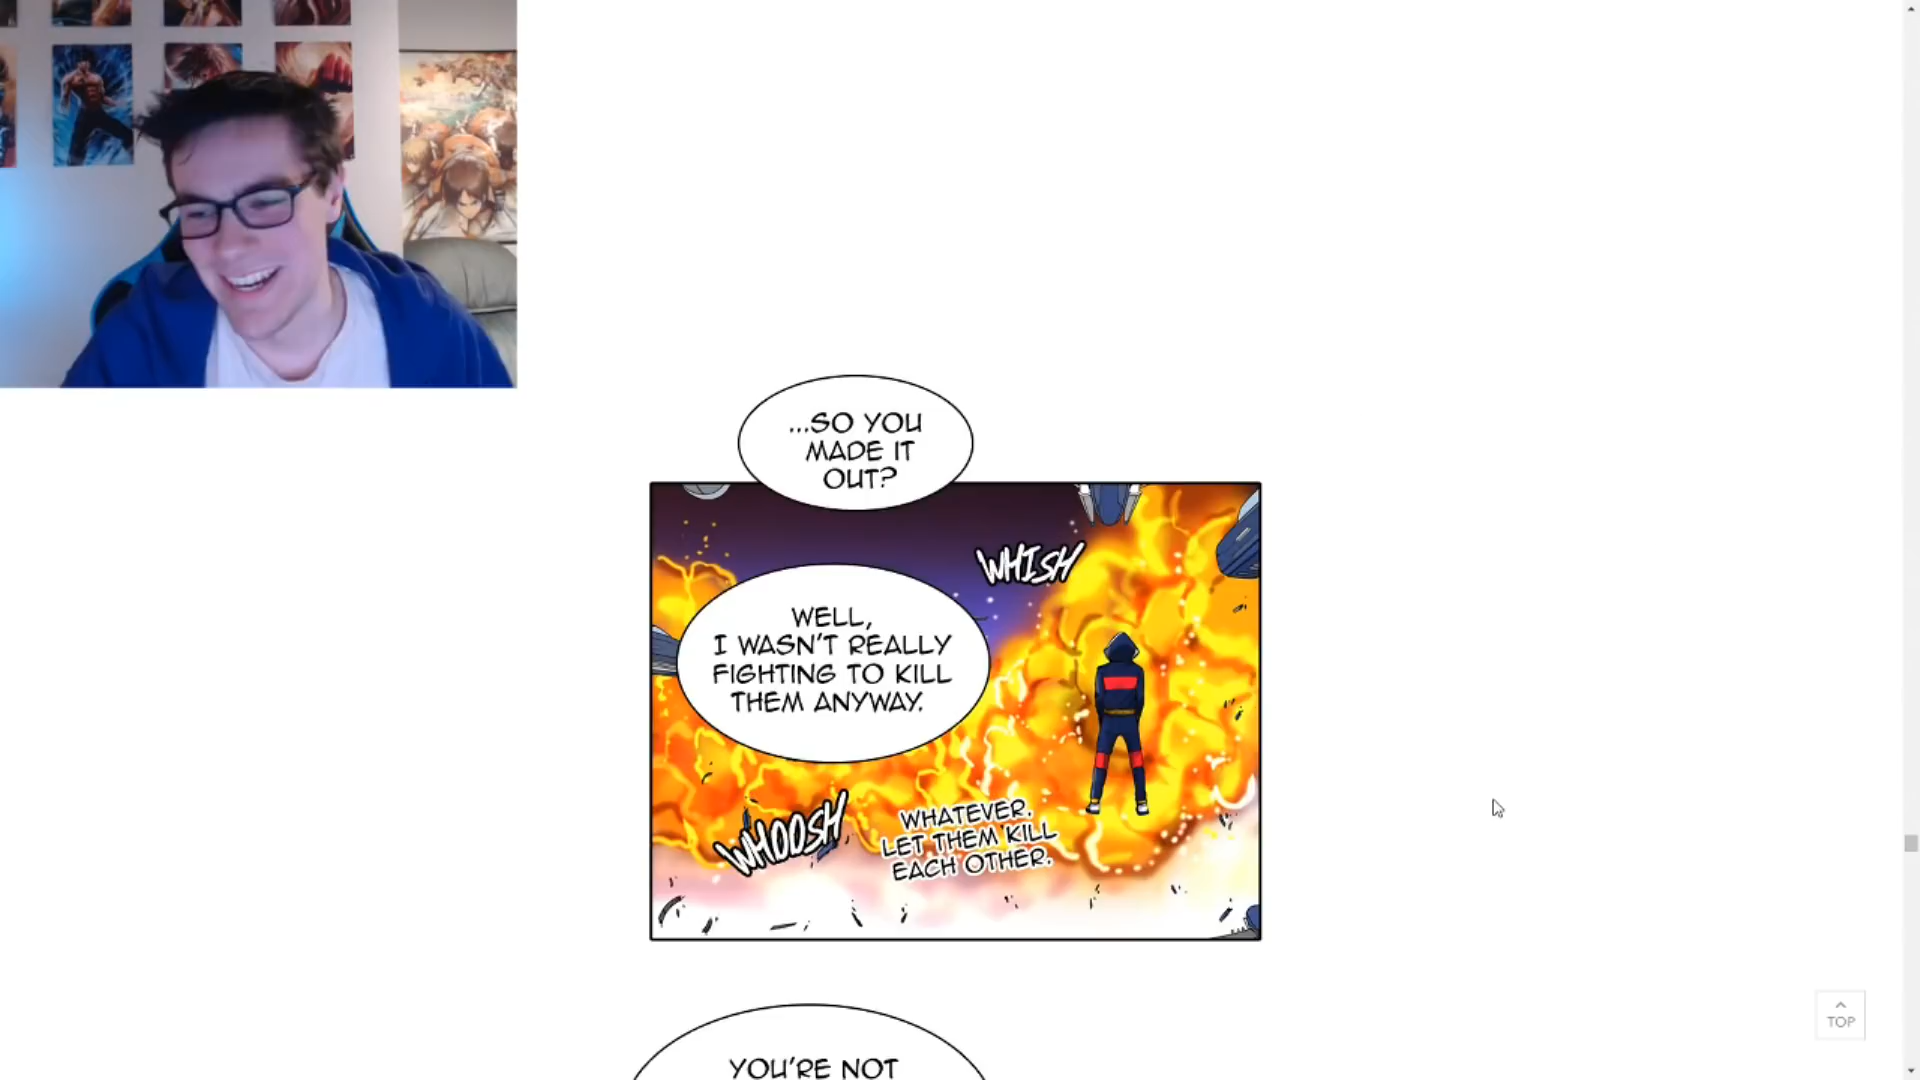 ...SO YOU
MADE IT
OUT?
WHISH
WELL,
I WASN'T REALLY
FIGHTING TO KILL
THEM ANYWAY.
WHOOSH
WHATEVER.
LET THEM KILL
EACH OTHER.
YOU'RE NOT
TOP